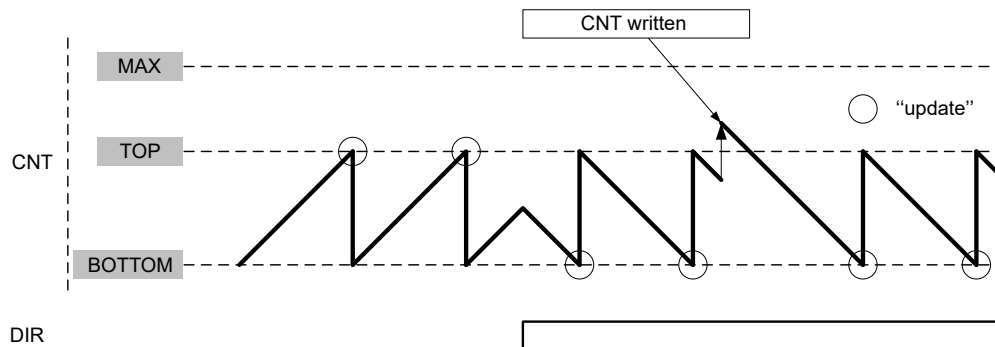 CNT written
MAX
“update”
TOP
CNT
BOTTOM
DIR